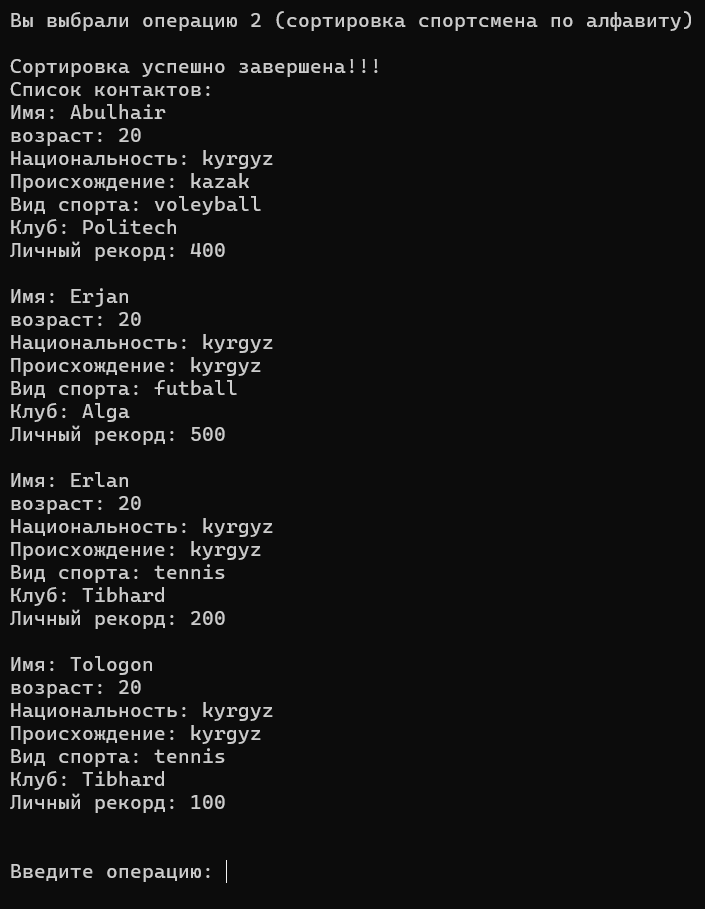 Вы выбрали операцию 2 (сортировка спортсмена по алфавиту)
Сортировка успешно завершена!!!
Список контактов:
Имя: Abulhair
возраст: 20
Национальность: kyrgyz
Происхождение: kazak
Вид спорта: voleyball
Клуб: Politech
Личный рекорд: 400
Имя: Erjan
возраст: 20
Национальность: kyrgyz
Происхождение: kyrgyz
Вид спорта: futball
Клуб: Alga
Личный рекорд: 500
Имя: Erlan
возраст: 20
Национальность: kyrgyz
Происхождение: kyrgyz
Вид спорта: tennis
Клуб: Tibhard
Личный рекорд: 200
Имя: Tologon
возраст: 20
Национальность: kyrgyz
Происхождение: kyrgyz
Вид спорта: tennis
Клуб: Tibhard
Личный рекорд: 100
Введите операцию: